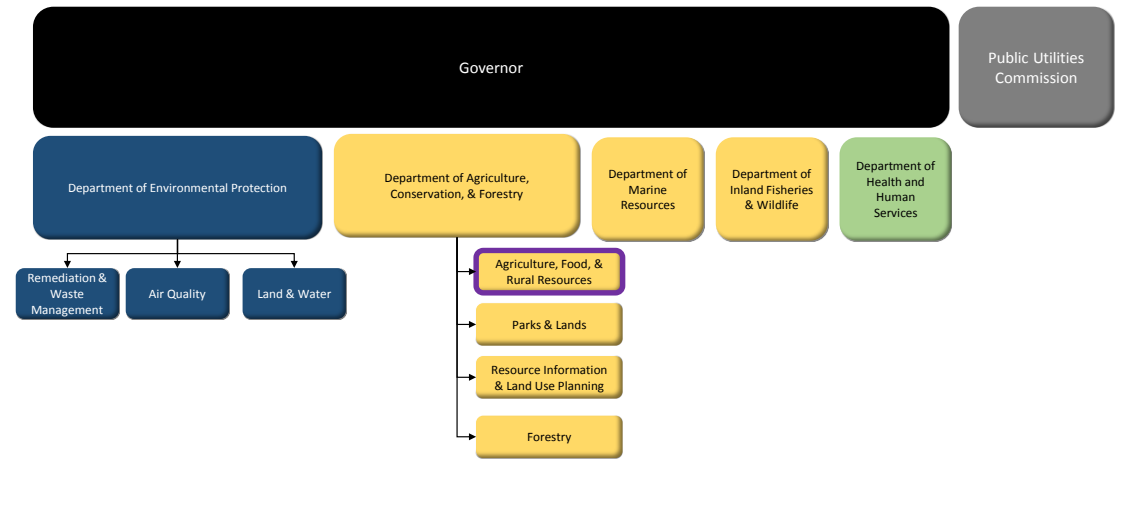 Governor
Public Utilities
Commission
Department of Environmental Protection
Department of Agriculture,
Conservation, & Forestry
Department of
Marine
Resources
Department of
Inland Fisheries
& Wildlife
Department of
Health and
Human
Services
Remediation &
Waste
Management
Air Quality
Land & Water
Agriculture, Food, &
Rural Resources
Parks & Lands
Resource Information
& Land Use Planning
Forestry